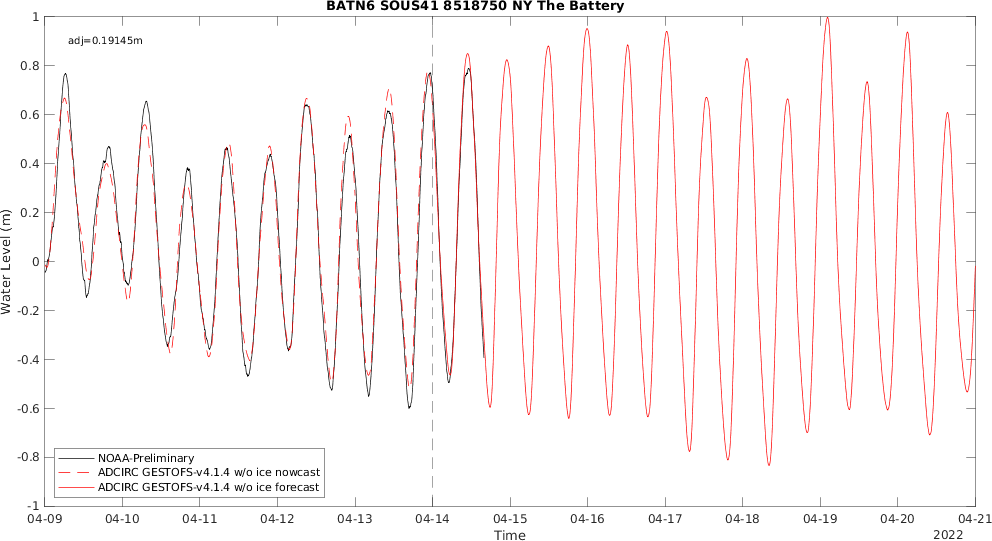 BATN6 SOUS41 8518750 NY The Battery
adj=0.19145m
1
0.8
0.6
0.4
0.2
0
-0.2
-0.4
-0.6
-0.8
-1
Water Level (m)
NOAA-Preliminary
ADCIRC GESTOFS-v4.1.4 w/o ice nowcast
ADCIRC GESTOFS-v4.1.4 w/o ice forecast
04-09 04-10 04-11 04-12 04-13 04-14 04-15 04-16 04-17 04-18 04-19 04-20 04-21
Time
2022